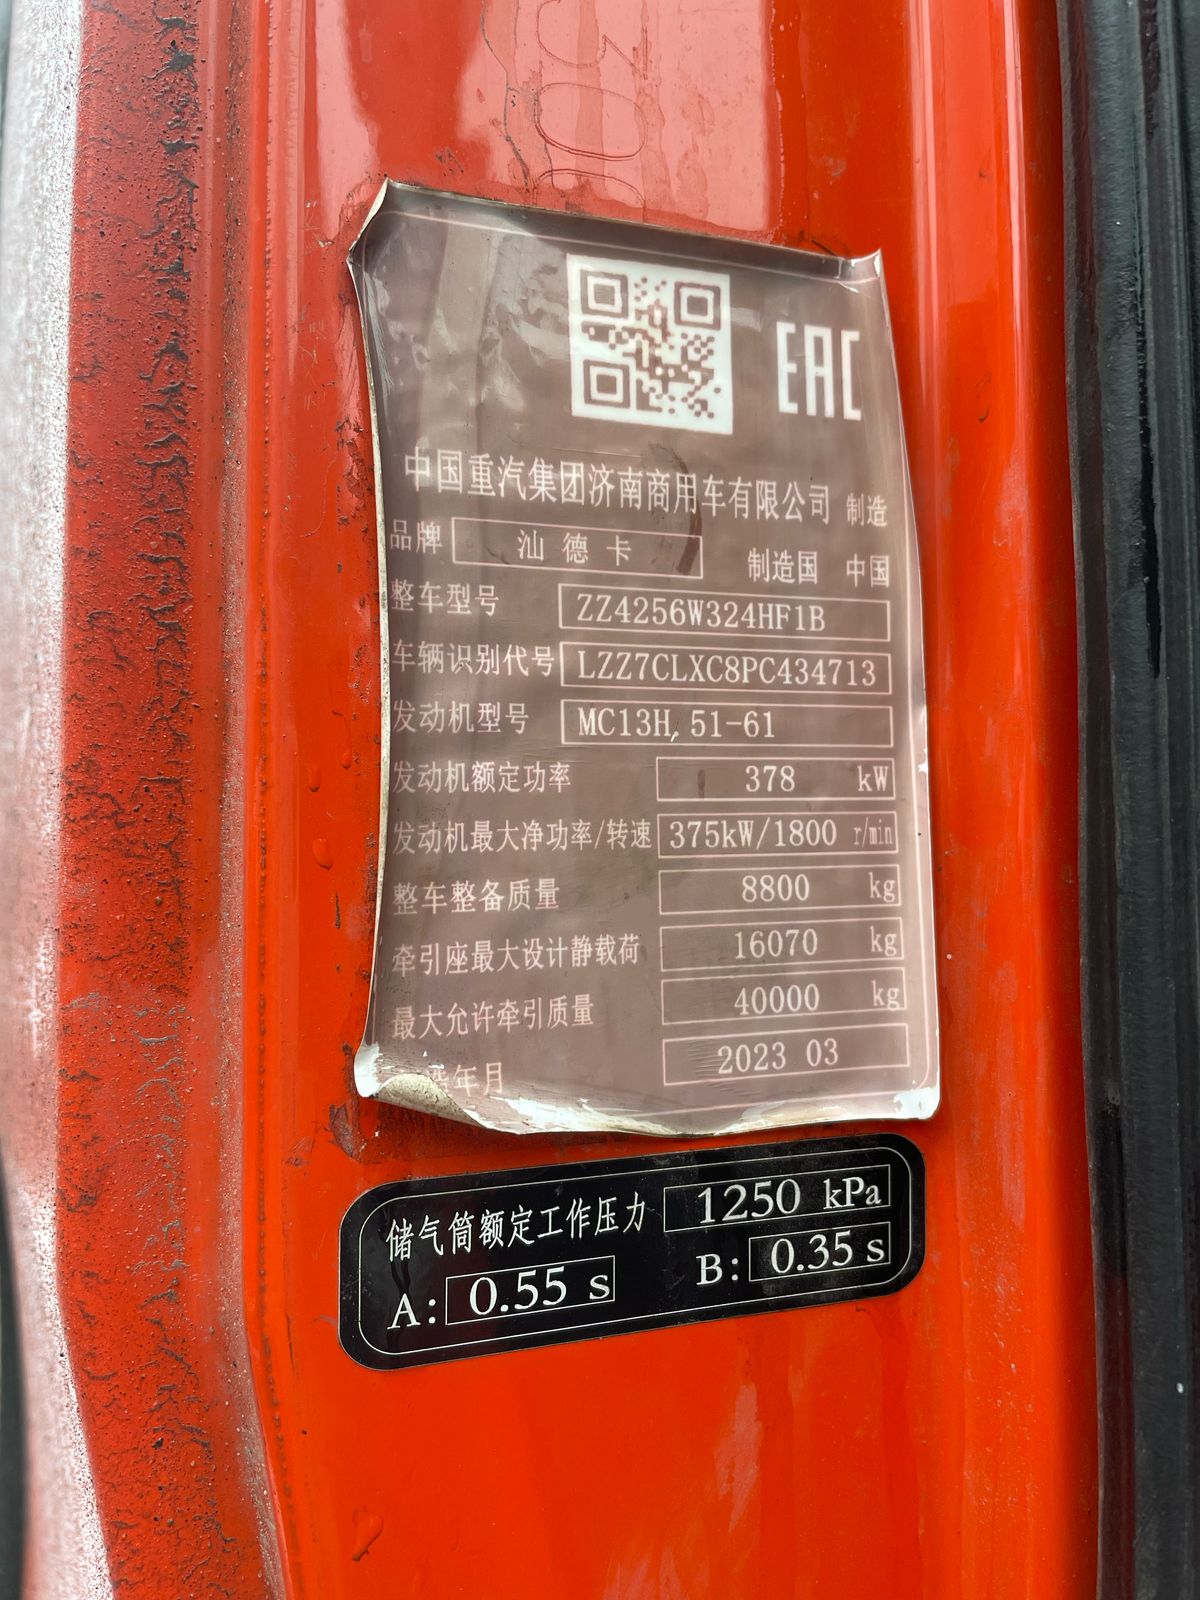 EAC
中国重汽集团济南商用车有限公司 制造
品牌 汕德卡 制造国 中国
整车型号 ZZ4256W324HF1B
车辆识别代号 LZZ7CLXC8PC434713
发动机型号 MC13H.51-61
发动机额定功率 378 kW
发动机最大净功率/转速 375kW/1800 r/min
整车整备质量 8800 kg
牵引座最大设计静载荷 16070 kg
最大允许牵引质量 40000 kg
年月 2023 03
储气筒额定工作压力 1250 kPa
A: 0.55 s B: 0.35 s